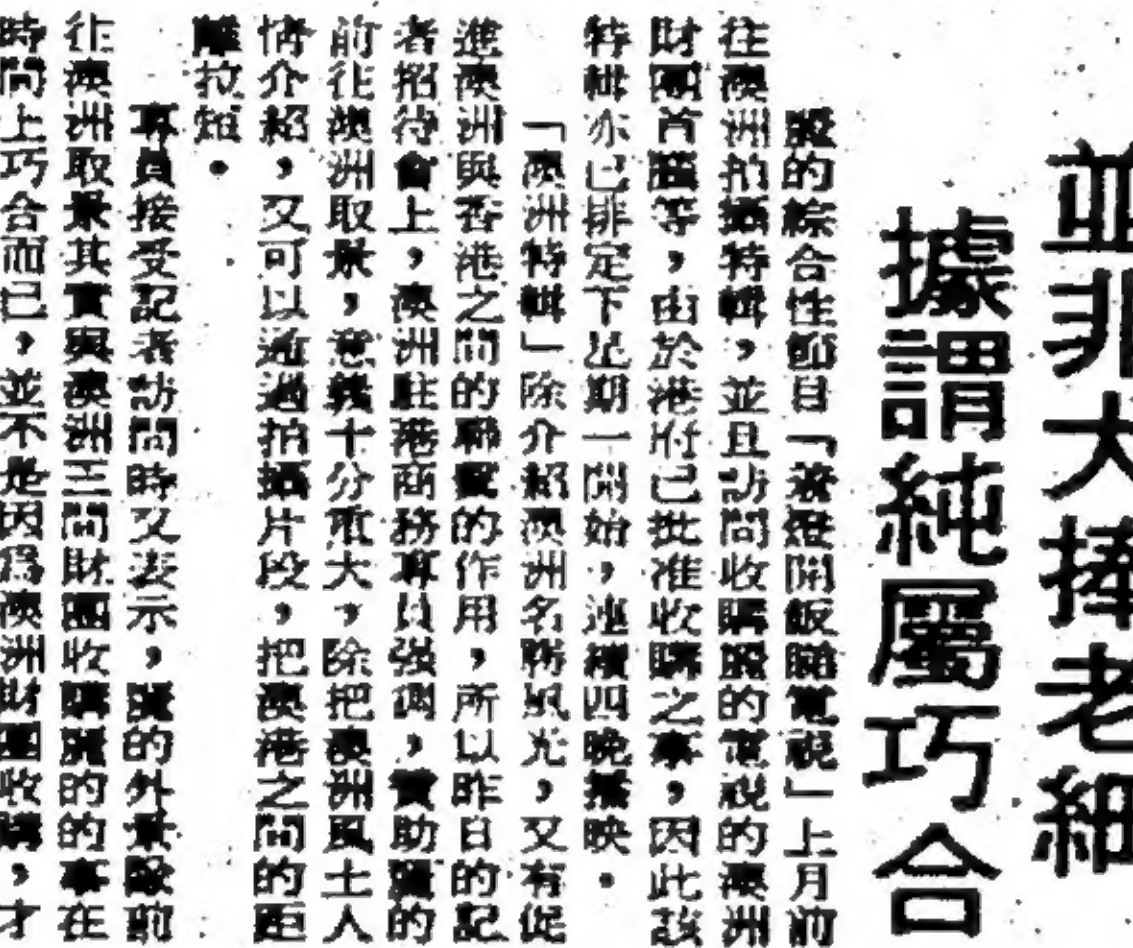 並非大捧老細
據謂純屬巧合
麗的綜合性節目「滾滾開飯睇電視」上月前
往澳洲拍攝特輯，並且訪問收購麗的電視的澳洲
財團首腦等，由於港府已批准收購之事，因此該
特輯亦已排定下星期一開始，連續四晚播映。
「澳洲特輯」除介紹澳洲名勝風光，又有促
進澳洲與香港之間的聯繫的作用，所以昨日的記
者招待會上，澳洲駐港商務專員強調，贊助麗的
前往澳洲取景，意義十分重大，除把澳洲風土人
情介紹，又可以通過拍攝片段，把澳港之間的距
離拉短。
專員接受記者訪問時又表示，麗的外景隊前
往澳洲取景其實與澳洲三間財團收購麗的的事在
時間上巧合而已，並不是因為澳洲財團收購，才